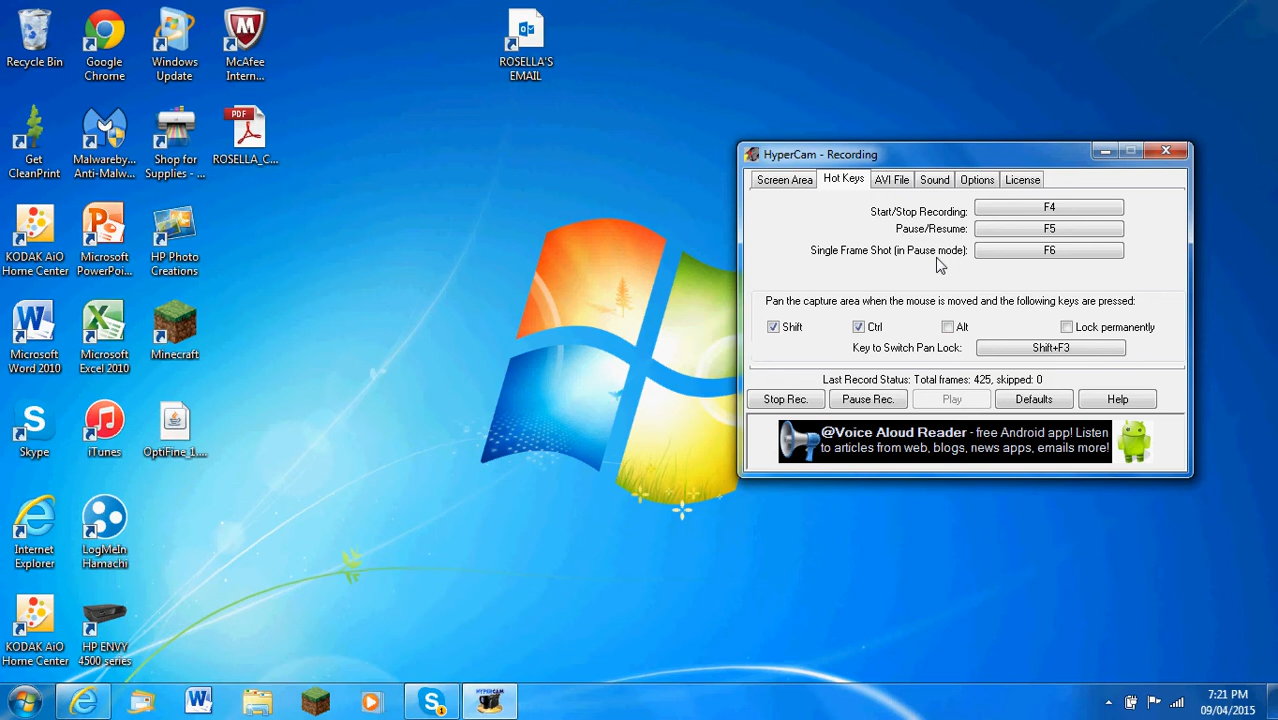 Recycle Bin
Google
Chrome
Windows
Update
McAfee
Intern...
ROSELLA'S
EMAIL
Get
CleanPrint
Malwareby...
Anti-Malw...
Shop for
Supplies - ...
PDF
ROSELLA_C...
KODAK AiO
Home Center
Microsoft
PowerPoi...
HP Photo
Creations
Microsoft
Word 2010
Microsoft
Excel 2010
Minecraft
Skype
iTunes
OptiFine_1....
Internet
Explorer
LogMeIn
Hamachi
KODAK AiO
Home Center
HP ENVY
4500 series
HyperCam - Recording
Screen Area
Hot Keys
AVI File
Sound
Options
License
Start/Stop Recording:
F4
Pause/Resume:
F5
Single Frame Shot (in Pause mode):
F6
Pan the capture area when the mouse is moved and the following keys are pressed:
Shift
Ctrl
Alt
Lock permanently
Key to Switch Pan Lock:
Shift+F3
Last Record Status: Total frames: 425, skipped: 0
Stop Rec.
Pause Rec.
Play
Defaults
Help
@Voice Aloud Reader - free Android app! Listen
to articles from web, blogs, news apps, emails more!
HYPERCAM
7:21 PM
09/04/2015